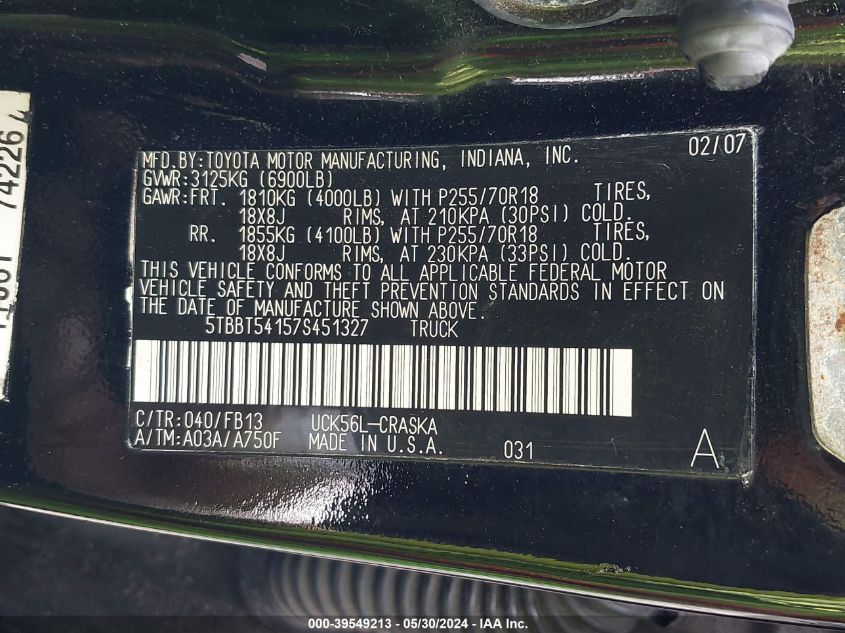 MFD.BY:TOYOTA MOTOR MANUFACTURING, INDIANA, INC. 02/07
GVWR:3125KG (6900LB)
GAWR:FRT. 1810KG (4000LB) WITH P255/70R18 TIRES,
18X8J RIMS, AT 210KPA (30PSI) COLD.
RR. 1855KG (4100LB) WITH P255/70R18 TIRES,
18X8J RIMS, AT 230KPA (33PSI) COLD.
THIS VEHICLE CONFORMS TO ALL APPLICABLE FEDERAL MOTOR
VEHICLE SAFETY AND THEFT PREVENTION STANDARDS IN EFFECT ON
THE DATE OF MANUFACTURE SHOWN ABOVE.
5TBBT54157S451327 TRUCK
C/TR:040/FB13 UCK56L-CRASKA
A/TM:A03A/A750F MADE IN U.S.A. 031 A
74226
000-39549213 - 05/30/2024 - IAA Inc.